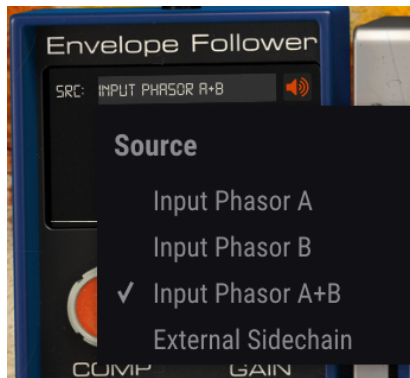 Envelope Follower
SRC: INPUT PHASOR A+B
Source
Input Phasor A
Input Phasor B
✓ Input Phasor A+B
External Sidechain
COMP GAIN